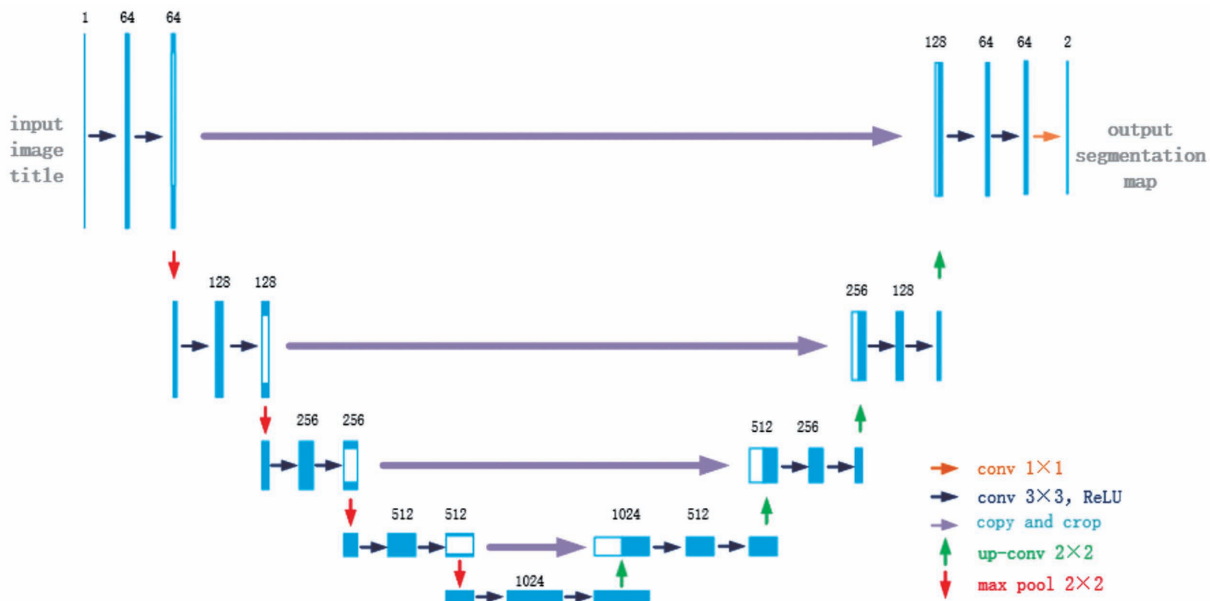 1 64 64
128 64 64 2
input
image
title
output
segmentation
map
128 128
256 128
256 256
512 256
512 512
1024 512
1024
conv 1×1
conv 3×3, ReLU
copy and crop
up-conv 2×2
max pool 2×2